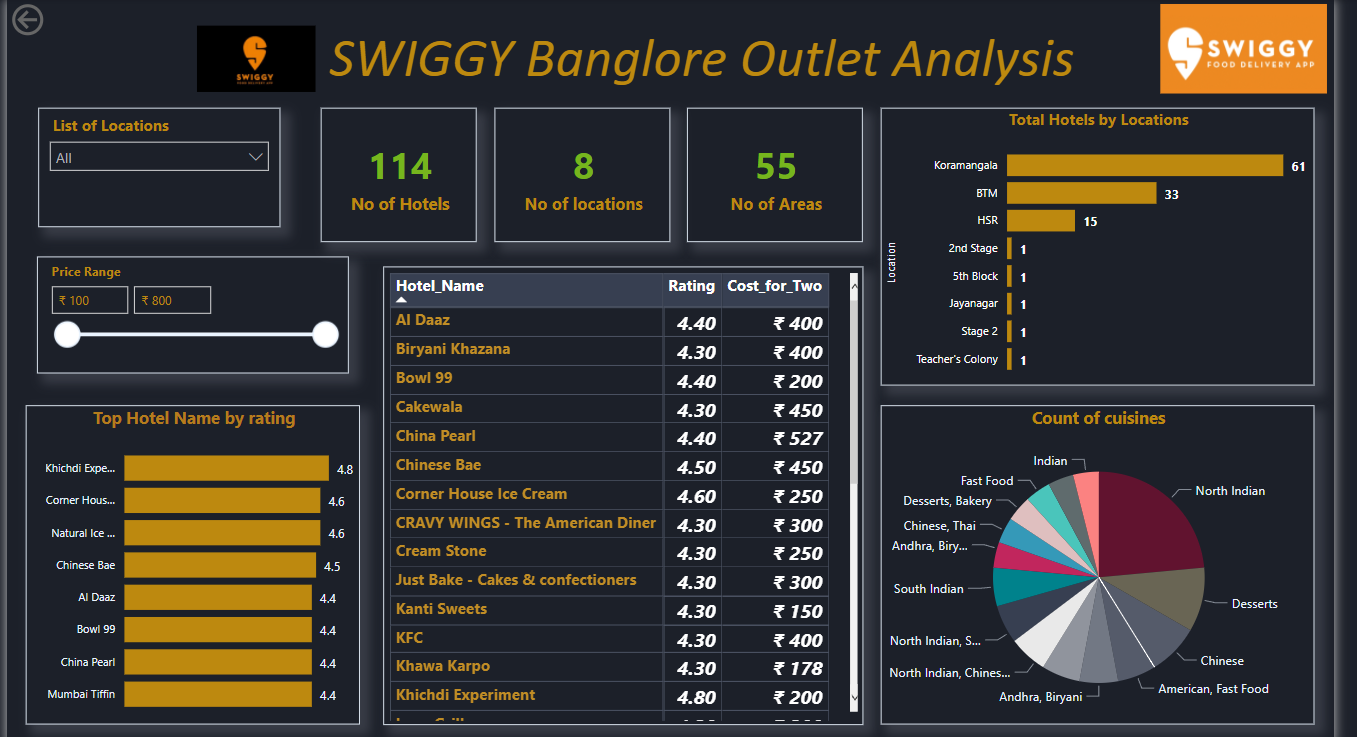 SWIGGY
SWIGGY Banglore Outlet Analysis
SWIGGY
FOOD DELIVERY APP
List of Locations
All
114
No of Hotels
8
No of locations
55
No of Areas
Total Hotels by Locations
Location
Koramangala 61
BTM 33
HSR 15
2nd Stage 1
5th Block 1
Jayanagar 1
Stage 2 1
Teacher's Colony 1
Price Range
₹ 100 ₹ 800
Hotel_Name Rating Cost_for_Two
Al Daaz 4.40 ₹ 400
Biryani Khazana 4.30 ₹ 400
Bowl 99 4.40 ₹ 200
Cakewala 4.30 ₹ 450
China Pearl 4.40 ₹ 527
Chinese Bae 4.50 ₹ 450
Corner House Ice Cream 4.60 ₹ 250
CRAVY WINGS - The American Diner 4.30 ₹ 300
Cream Stone 4.30 ₹ 250
Just Bake - Cakes & confectioners 4.30 ₹ 300
Kanti Sweets 4.30 ₹ 150
KFC 4.30 ₹ 400
Khawa Karpo 4.30 ₹ 178
Khichdi Experiment 4.80 ₹ 200
Top Hotel Name by rating
Khichdi Expe... 4.8
Corner Hous... 4.6
Natural Ice ... 4.6
Chinese Bae 4.5
Al Daaz 4.4
Bowl 99 4.4
China Pearl 4.4
Mumbai Tiffin 4.4
Count of cuisines
Indian
Fast Food
North Indian
Desserts, Bakery
Chinese, Thai
Andhra, Biry...
South Indian
Desserts
North Indian, S...
Chinese
North Indian, Chines...
American, Fast Food
Andhra, Biryani